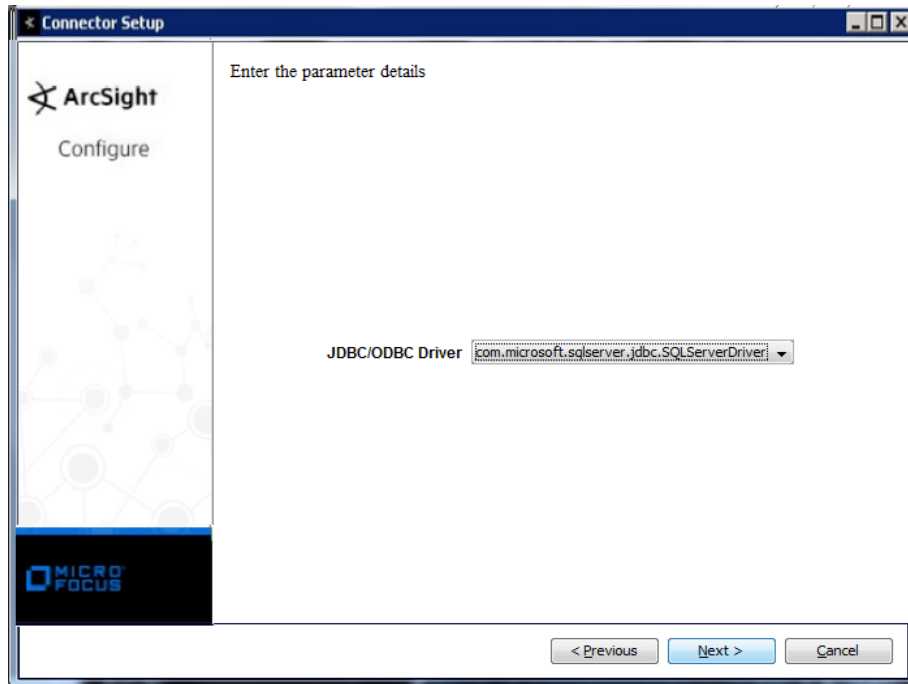 Connector Setup
Enter the parameter details
ArcSight
Configure
JDBC/ODBC Driver
com.microsoft.sqlserver.jdbc.SQLServerDriver
MICRO
FOCUS
< Previous
Next >
Cancel